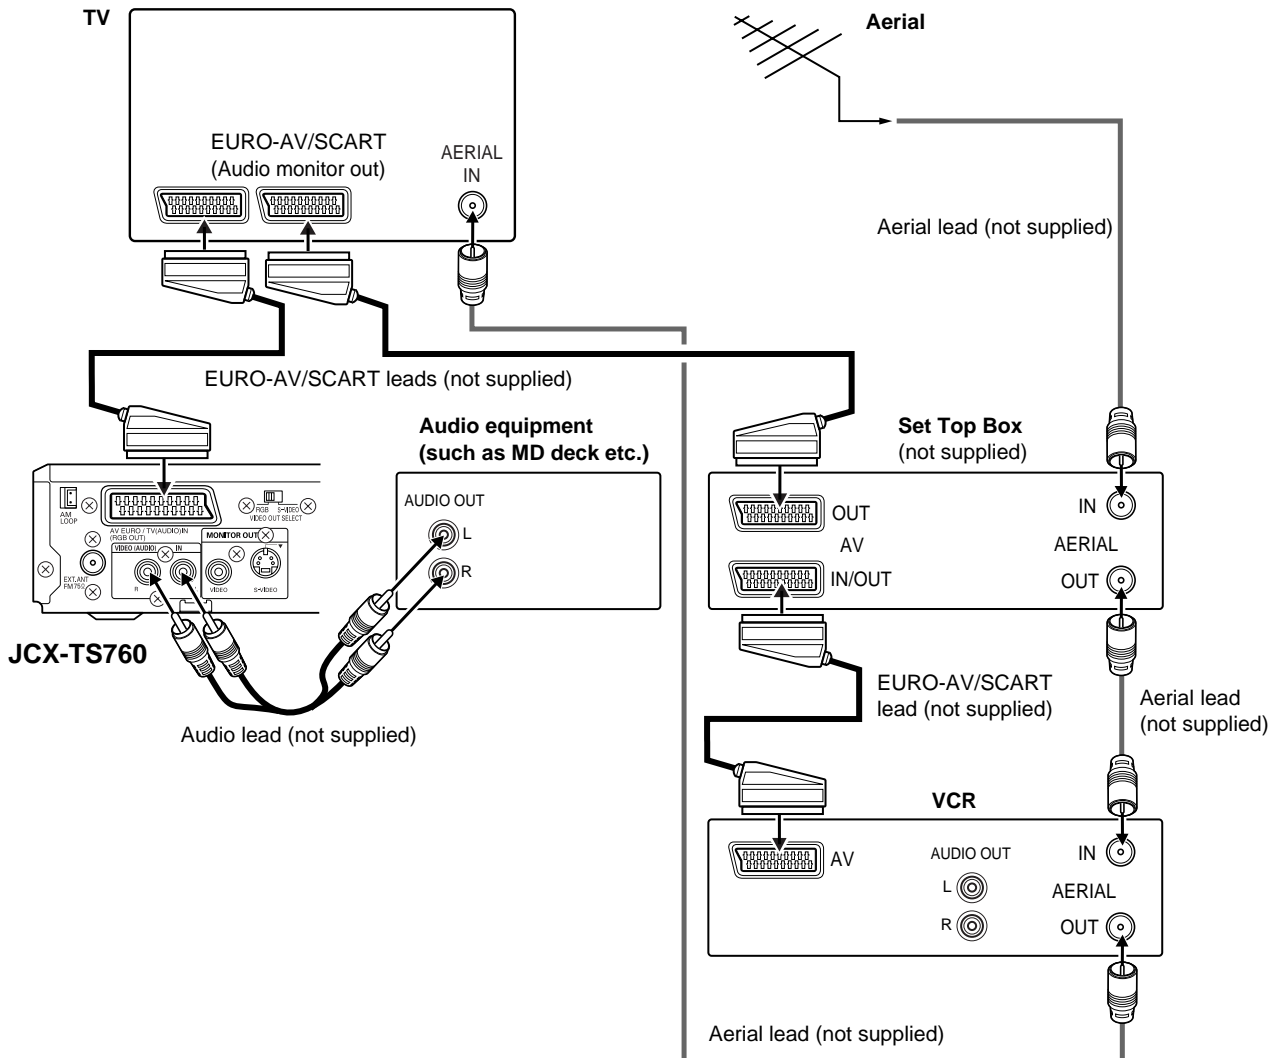 TV
Aerial
EURO-AV/SCART
(Audio monitor out)
AERIAL
IN
Aerial lead (not supplied)
EURO-AV/SCART leads (not supplied)
Audio equipment
(such as MD deck etc.)
AUDIO OUT
L
R
Set Top Box
(not supplied)
OUT
AV
IN/OUT
IN
AERIAL
OUT
AM
LOOP
RGB S-VIDEO
VIDEO OUT SELECT
AV EURO / TV(AUDIO)IN
(RGB OUT)
VIDEO (AUDIO) IN
MONITOR OUT
EXT. ANT
FM 75Ω
R
VIDEO
S-VIDEO
JCX-TS760
Audio lead (not supplied)
EURO-AV/SCART
lead (not supplied)
Aerial lead
(not supplied)
VCR
AV
AUDIO OUT
L
R
IN
AERIAL
OUT
Aerial lead (not supplied)